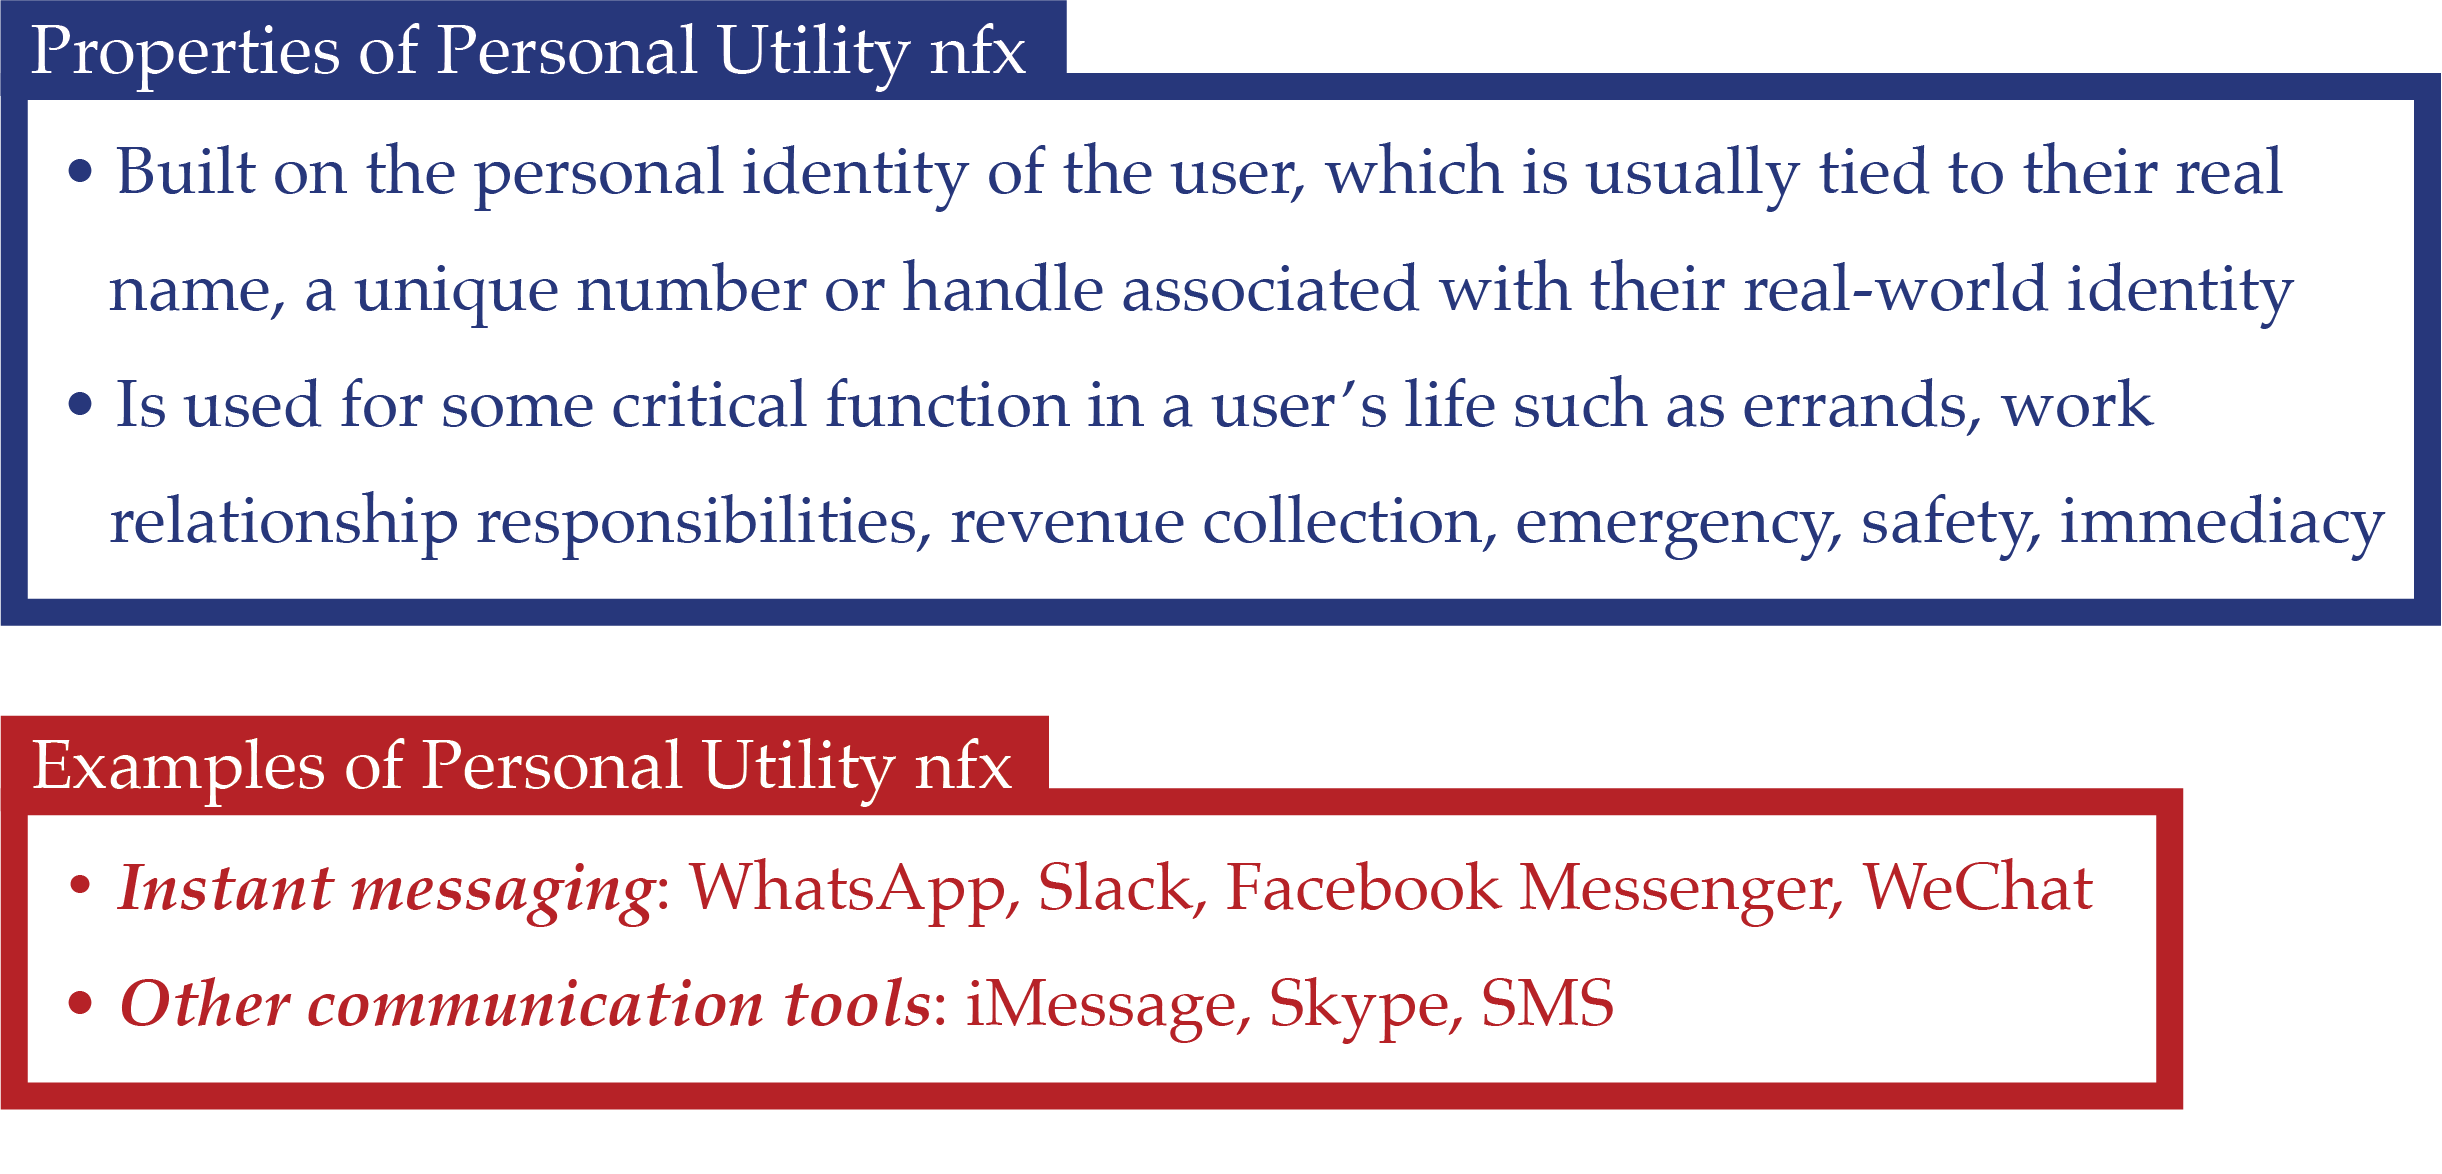 Properties of Personal Utility nfx
• Built on the personal identity of the user, which is usually tied to their real
name, a unique number or handle associated with their real-world identity
• Is used for some critical function in a user’s life such as errands, work
relationship responsibilities, revenue collection, emergency, safety, immediacy
Examples of Personal Utility nfx
• Instant messaging: WhatsApp, Slack, Facebook Messenger, WeChat
• Other communication tools: iMessage, Skype, SMS